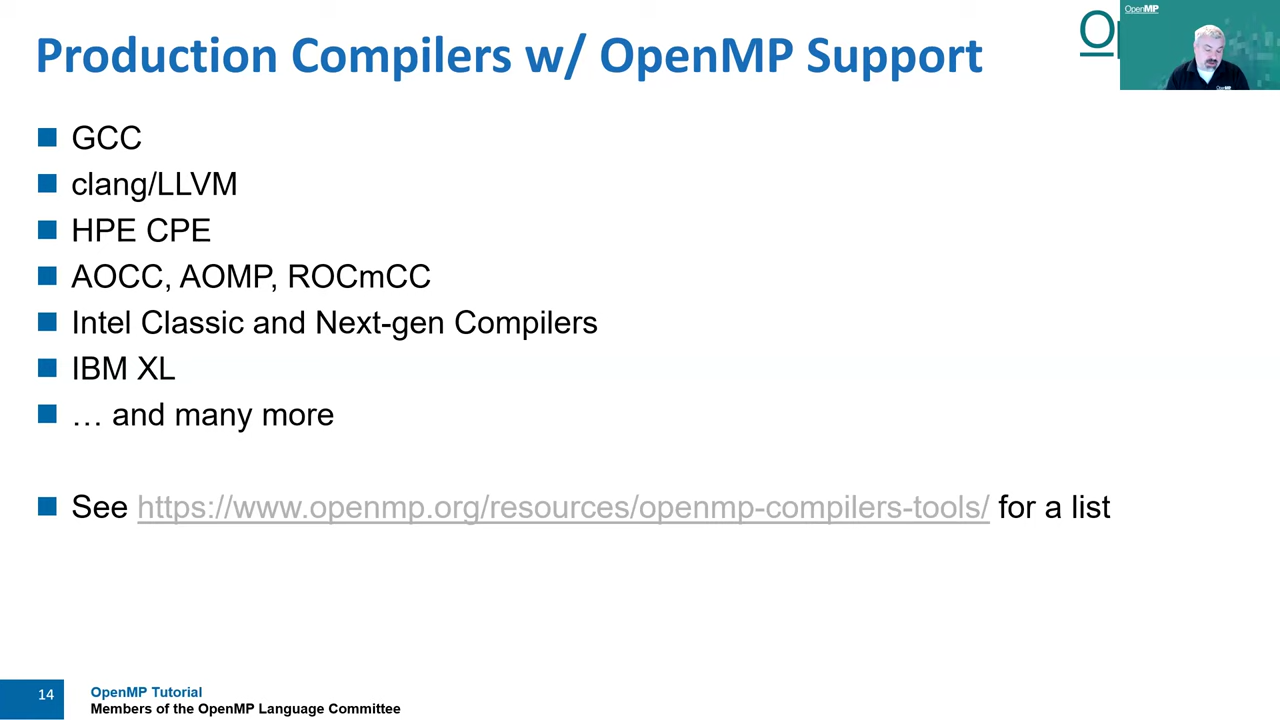 Production Compilers w/ OpenMP Support
OpenMP
GCC
clang/LLVM
HPE CPE
AOCC, AOMP, ROCmCC
Intel Classic and Next-gen Compilers
IBM XL
… and many more
See https://www.openmp.org/resources/openmp-compilers-tools/ for a list
14
OpenMP Tutorial
Members of the OpenMP Language Committee